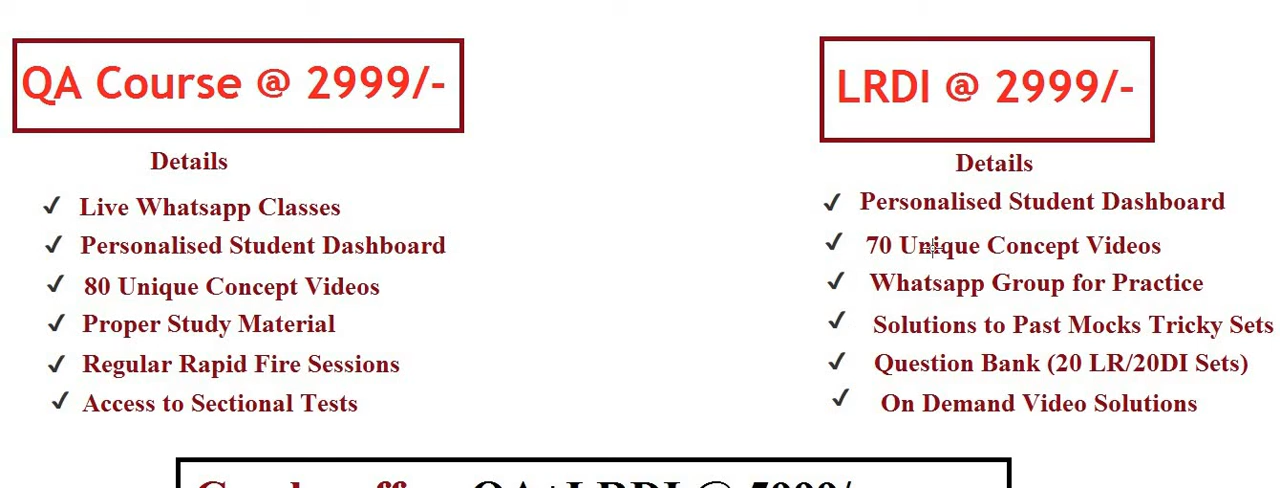 QA Course @ 2999/-
Details
Live Whatsapp Classes
Personalised Student Dashboard
80 Unique Concept Videos
Proper Study Material
Regular Rapid Fire Sessions
Access to Sectional Tests
LRDI @ 2999/-
Details
Personalised Student Dashboard
70 Unique Concept Videos
Whatsapp Group for Practice
Solutions to Past Mocks Tricky Sets
Question Bank (20 LR/20DI Sets)
On Demand Video Solutions
QA+LRDI @